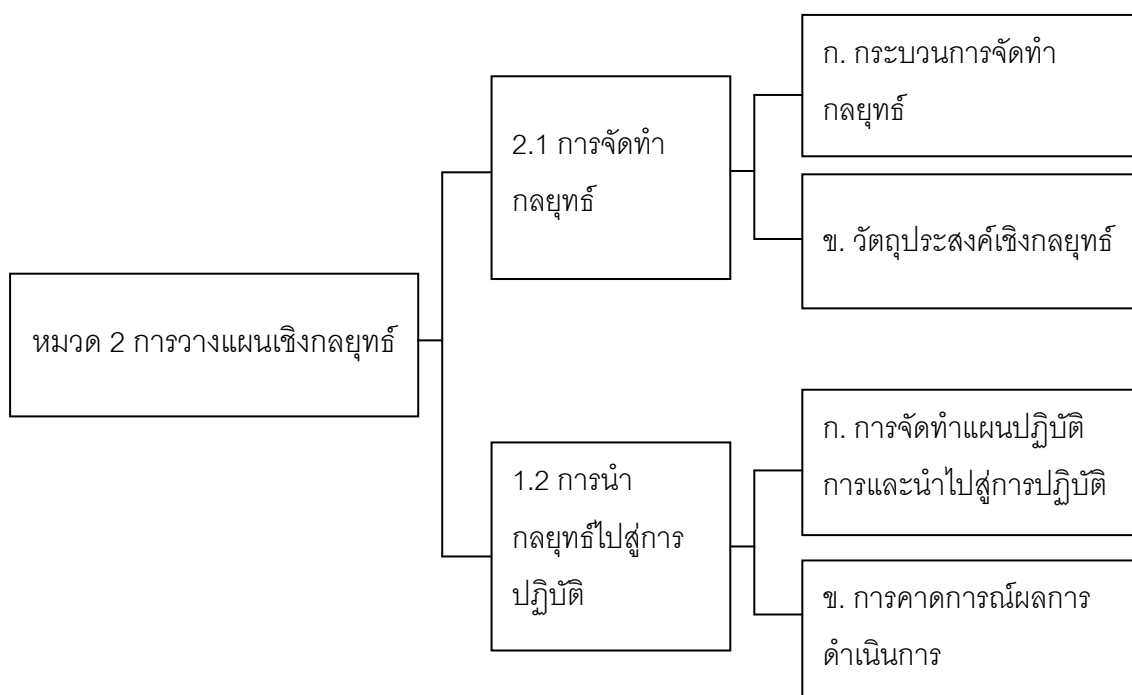 หมวด 2 การวางแผนเชิงกลยุทธ์
2.1 การจัดทำ
กลยุทธ์
ก. กระบวนการจัดทำ
กลยุทธ์
ข. วัตถุประสงค์เชิงกลยุทธ์
1.2 การนำ
กลยุทธ์ไปสู่การ
ปฏิบัติ
ก. การจัดทำแผนปฏิบัติ
การและนำไปสู่การปฏิบัติ
ข. การคาดการณ์ผลการ
ดำเนินการ